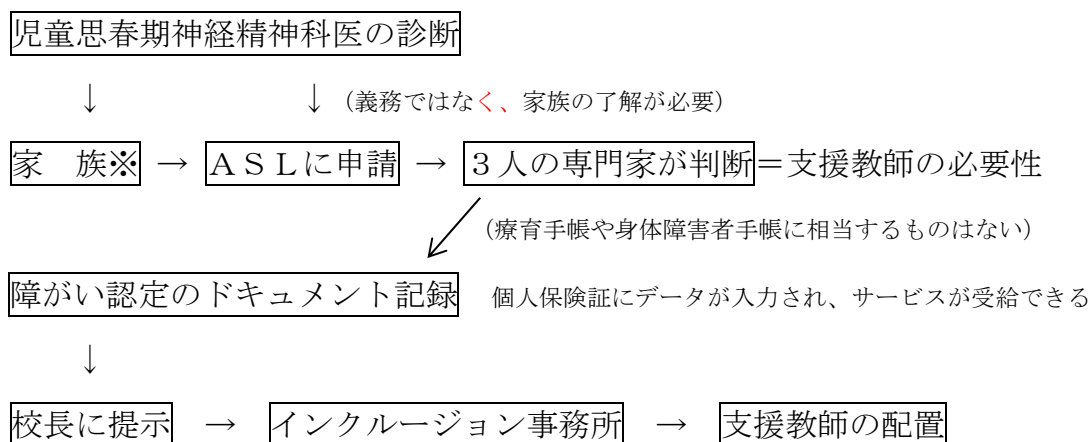 児童思春期神経精神科医の診断
↓ ↓（義務ではなく、家族の了解が必要）
家 族※ → ＡＳＬに申請 → ３人の専門家が判断＝支援教師の必要性
（療育手帳や身体障害者手帳に相当するものはない）
障がい認定のドキュメント記録 個人保険証にデータが入力され、サービスが受給できる
↓
校長に提示 → インクルージョン事務所 → 支援教師の配置